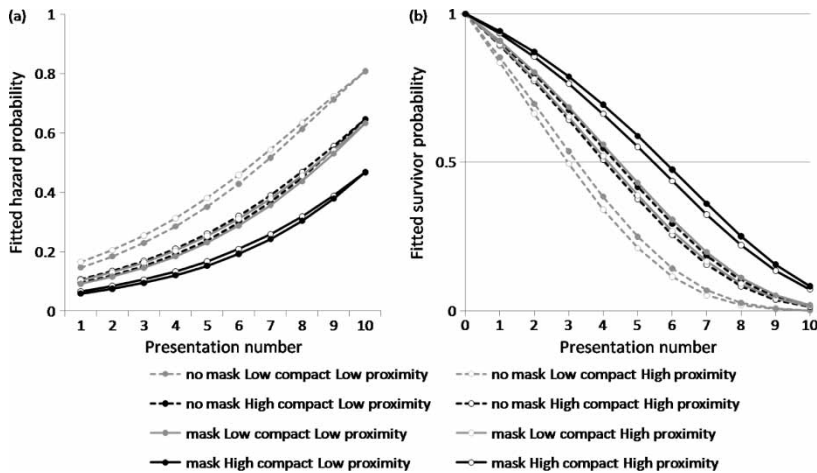 (a)
1
0.8
0.6
0.4
0.2
0
Fitted hazard probability
1 2 3 4 5 6 7 8 9 10
Presentation number
(b)
1
0.5
0
Fitted survivor probability
0 1 2 3 4 5 6 7 8 9 10
Presentation number
no mask Low compact Low proximity
no mask Low compact High proximity
no mask High compact Low proximity
no mask High compact High proximity
mask Low compact Low proximity
mask Low compact High proximity
mask High compact Low proximity
mask High compact High proximity